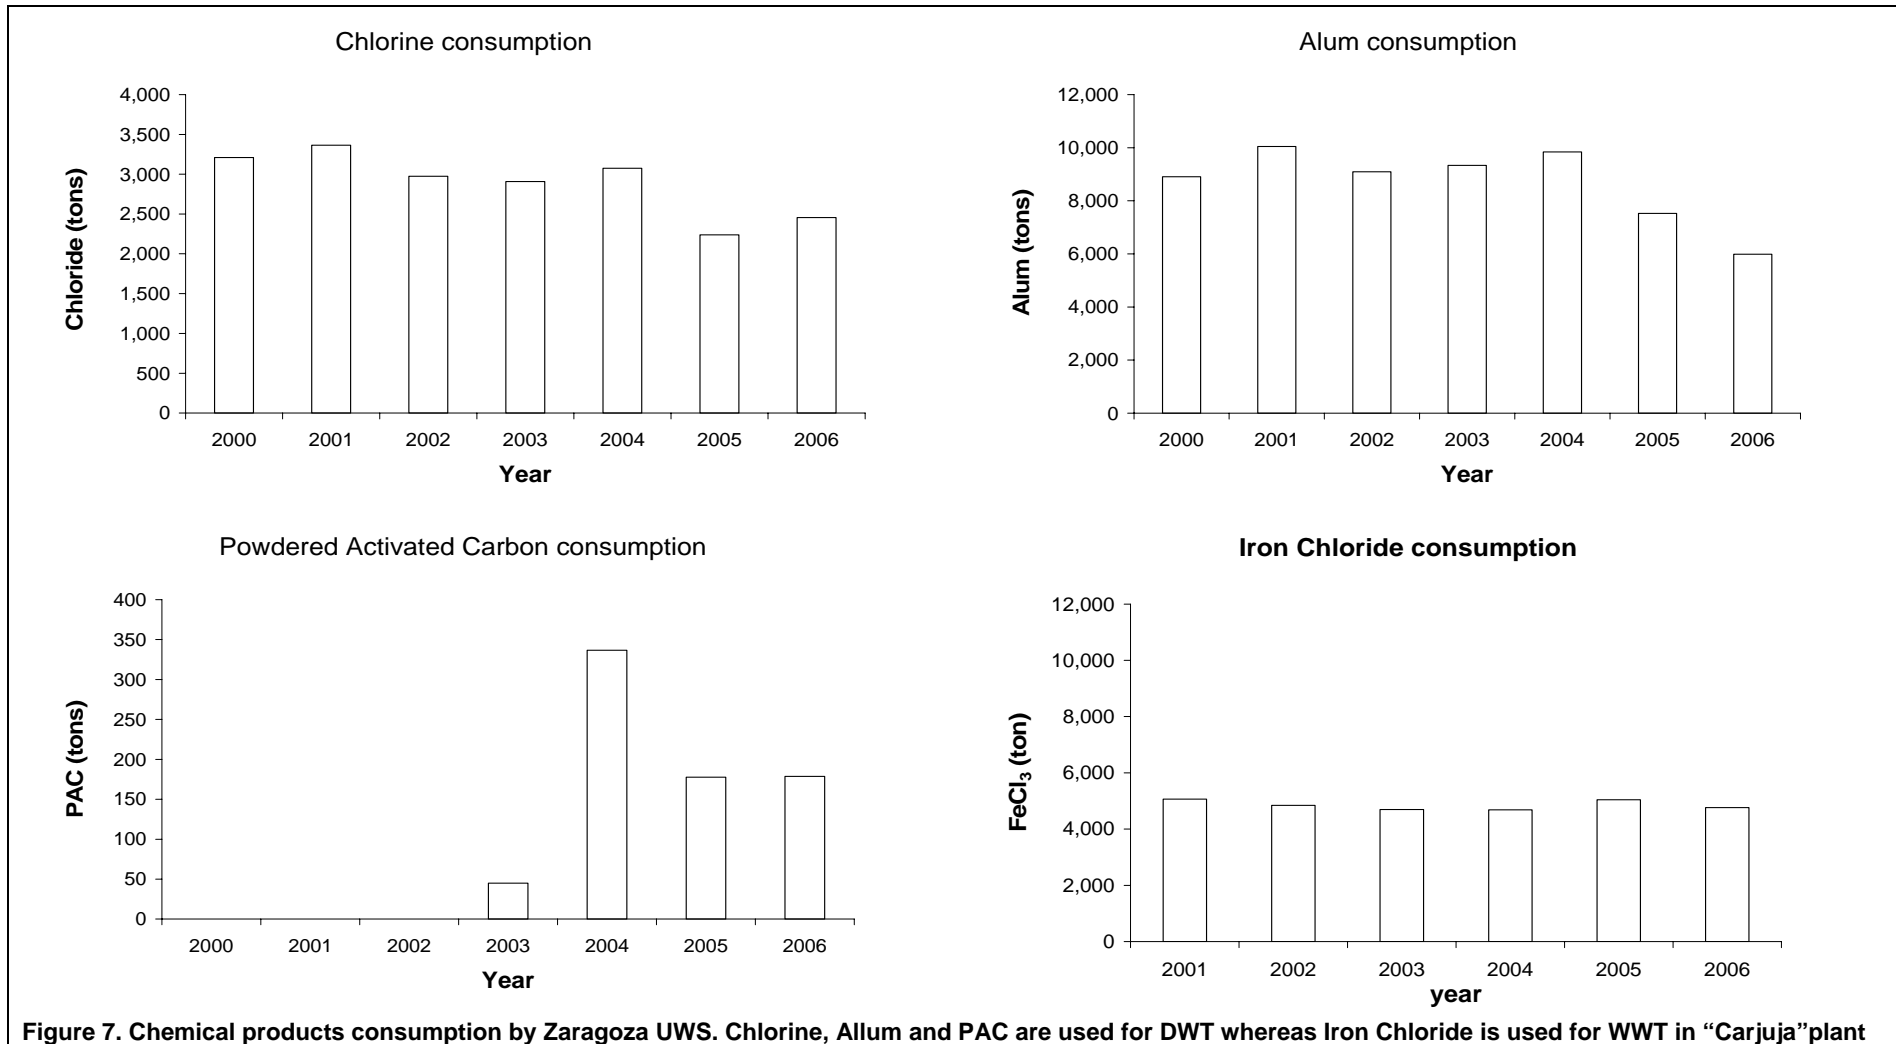 Chlorine consumption
4,000
3,500
3,000
2,500
2,000
1,500
1,000
500
0
Chloride (tons)
2000 2001 2002 2003 2004 2005 2006
Year
Alum consumption
12,000
10,000
8,000
6,000
4,000
2,000
0
Alum (tons)
2000 2001 2002 2003 2004 2005 2006
Year
Powdered Activated Carbon consumption
400
350
300
250
200
150
100
50
0
PAC (tons)
2000 2001 2002 2003 2004 2005 2006
Year
Iron Chloride consumption
12,000
10,000
8,000
6,000
4,000
2,000
0
FeCl₃ (ton)
2001 2002 2003 2004 2005 2006
year
Figure 7. Chemical products consumption by Zaragoza UWS. Chlorine, Allum and PAC are used for DWT whereas Iron Chloride is used for WWT in “Carjuja”plant